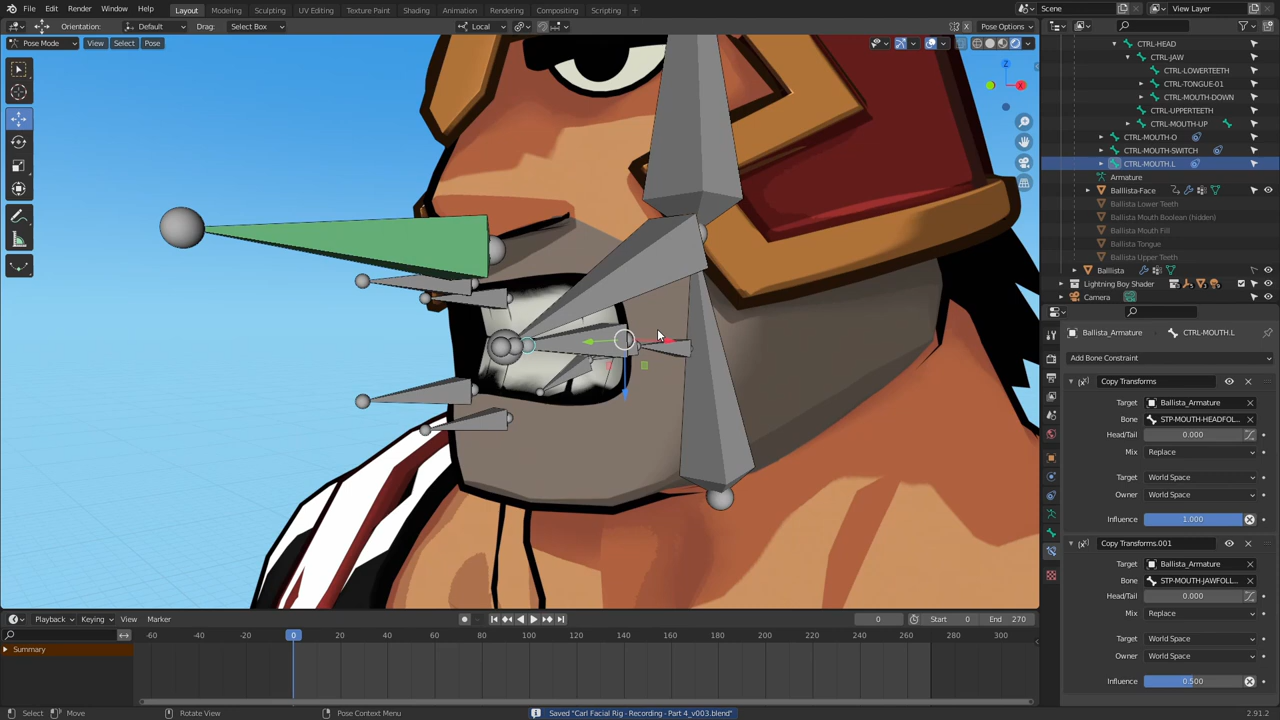 File Edit Render Window Help
Layout Modeling Sculpting UV Editing Texture Paint Shading Animation Rendering Compositing Scripting +
Scene View Layer
Orientation: Default Drag: Select Box Local Pose Options
Pose Mode View Select Pose
Z
X
CTRL-HEAD
CTRL-JAW
CTRL-LOWERTEETH
CTRL-TONGUE-01
CTRL-MOUTH-DOWN
CTRL-UPPERTEETH
CTRL-MOUTH-UP
CTRL-MOUTH-O
CTRL-MOUTH-SWITCH
CTRL-MOUTH.L
Armature
Balllista-Face
Ballista Lower Teeth
Ballista Mouth Boolean (hidden)
Ballista Mouth Fill
Ballista Tongue
Ballista Upper Teeth
Balllista
Lightning Boy Shader
Camera
Ballista_Armature CTRL-MOUTH.L
Add Bone Constraint
Copy Transforms
Target Ballista_Armature
Bone STP-MOUTH-HEADFOL...
Head/Tail 0.000
Mix Replace
Target World Space
Owner World Space
Influence 1.000
Copy Transforms.001
Target Ballista_Armature
Bone STP-MOUTH-JAWFOLL...
Head/Tail 0.000
Mix Replace
Target World Space
Owner World Space
Influence 0.500
Playback Keying View Marker 0 Start 0 End 270
-60 -40 -20 0 20 40 60 80 100 120 140 160 180 200 220 240 260 280 300
Summary
Select Move Rotate View Pose Context Menu Saved "Carl Facial Rig - Recording - Part 4_v003.blend" 2.91.2